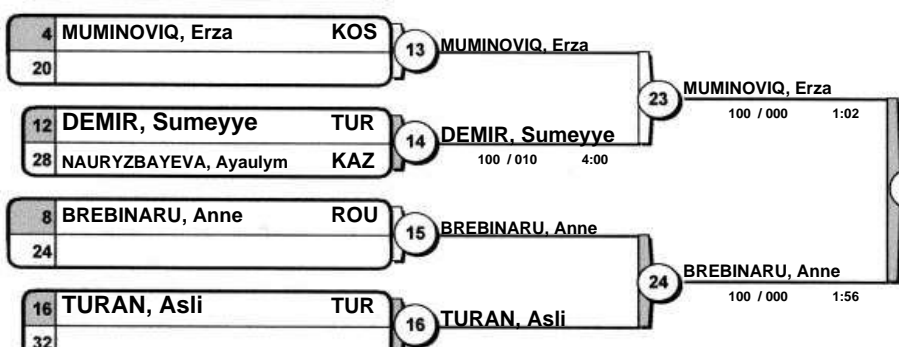 4 MUMINOVIQ, Erza KOS
20
13 MUMINOVIQ, Erza
12 DEMIR, Sumeyye TUR
28 NAURYZBAYEVA, Ayaulym KAZ
14 DEMIR, Sumeyye
100 / 010 4:00
23 MUMINOVIQ, Erza
100 / 000 1:02
8 BREBINARU, Anne ROU
24
15 BREBINARU, Anne
16 TURAN, Asli TUR
32
16 TURAN, Asli
24 BREBINARU, Anne
100 / 000 1:56